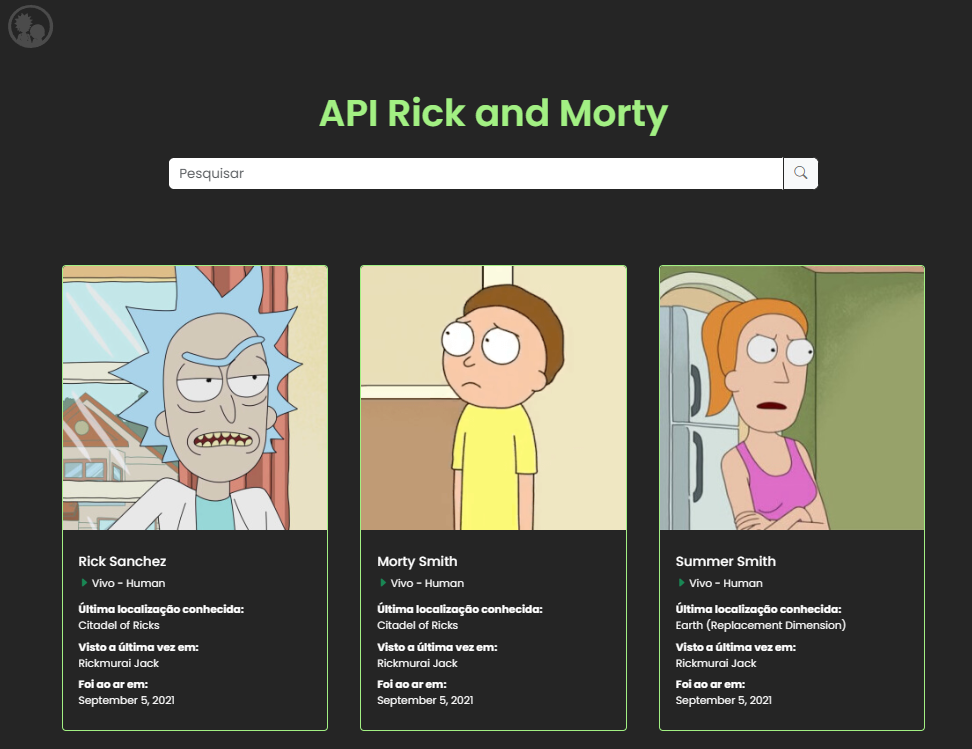 API Rick and Morty
Pesquisar
Rick Sanchez
Vivo - Human
Última localização conhecida:
Citadel of Ricks
Visto a última vez em:
Rickmurai Jack
Foi ao ar em:
September 5, 2021
Morty Smith
Vivo - Human
Última localização conhecida:
Citadel of Ricks
Visto a última vez em:
Rickmurai Jack
Foi ao ar em:
September 5, 2021
Summer Smith
Vivo - Human
Última localização conhecida:
Earth (Replacement Dimension)
Visto a última vez em:
Rickmurai Jack
Foi ao ar em:
September 5, 2021